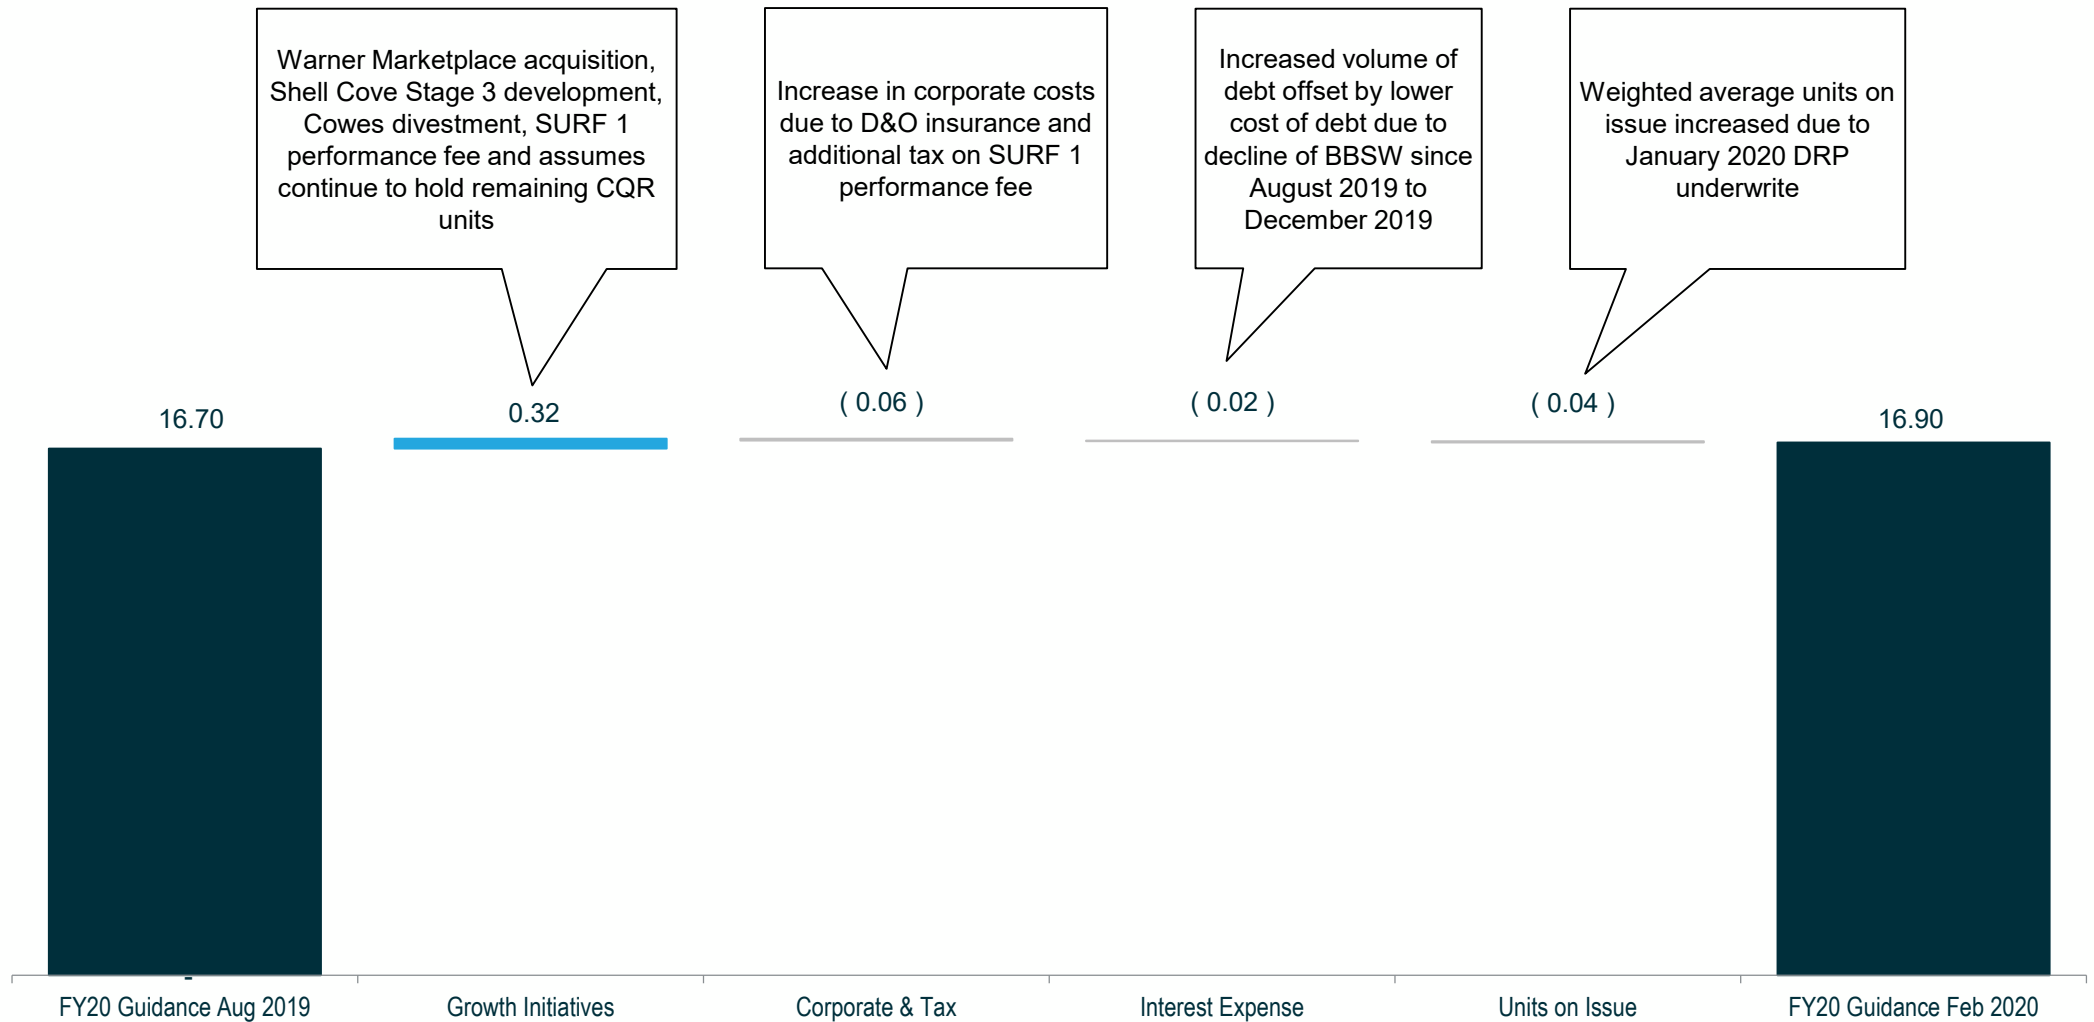 Warner Marketplace acquisition,
Shell Cove Stage 3 development,
Cowes divestment, SURF 1
performance fee and assumes
continue to hold remaining CQR
units
Increase in corporate costs
due to D&O insurance and
additional tax on SURF 1
performance fee
Increased volume of
debt offset by lower
cost of debt due to
decline of BBSW since
August 2019 to
December 2019
Weighted average units on
issue increased due to
January 2020 DRP
underwrite
16.70
0.32
( 0.06 )
( 0.02 )
( 0.04 )
16.90
-
FY20 Guidance Aug 2019
Growth Initiatives
Corporate & Tax
Interest Expense
Units on Issue
FY20 Guidance Feb 2020